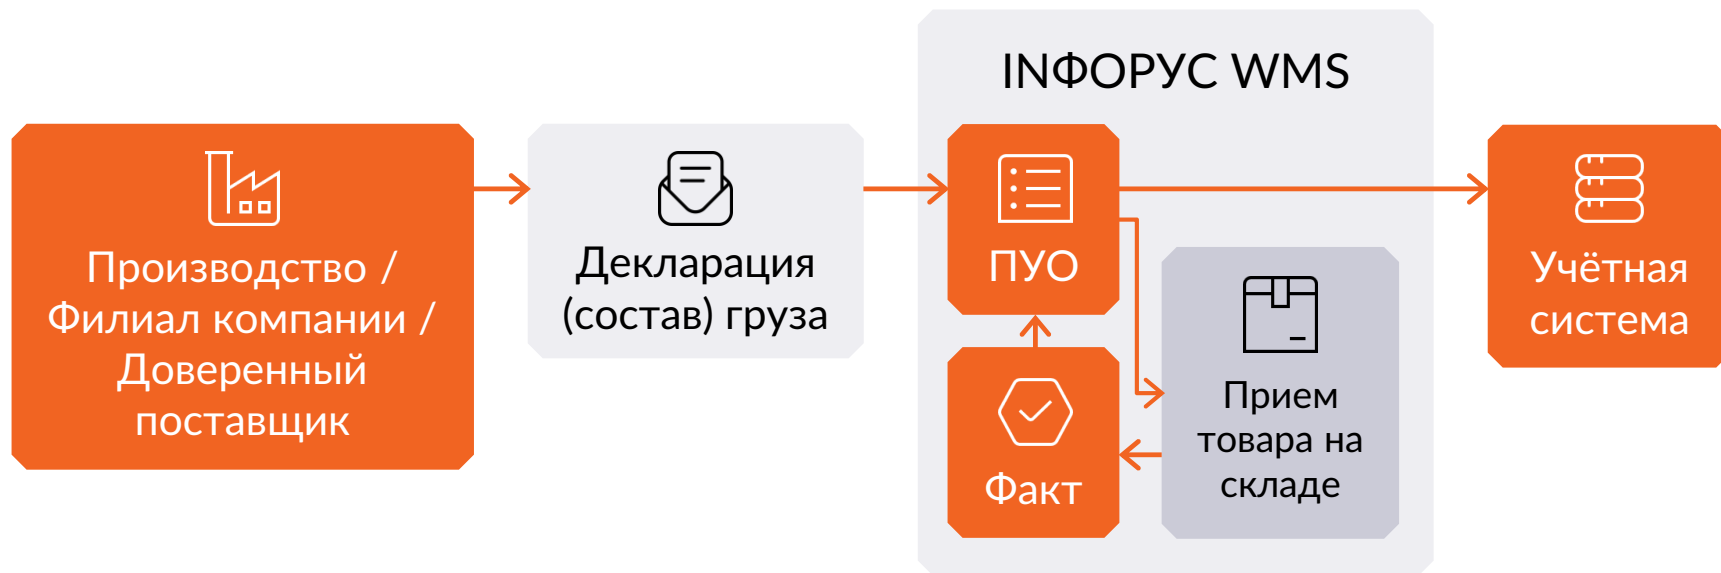 INФОРУС WMS
Производство /
Филиал компании /
Доверенный
поставщик
Декларация
(состав) груза
ПУО
Факт
Прием
товара на
складе
Учётная
система